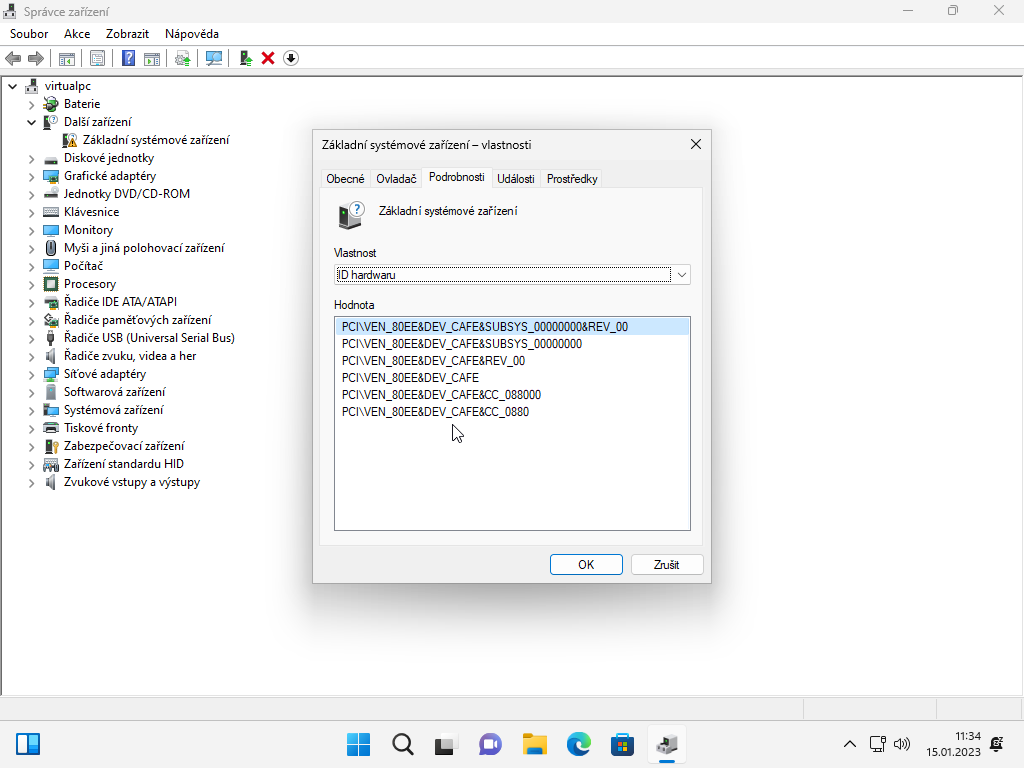 Správce zařízení
Soubor Akce Zobrazit Nápověda
virtualpc
Baterie
Další zařízení
Základní systémové zařízení
Diskové jednotky
Grafické adaptéry
Jednotky DVD/CD-ROM
Klávesnice
Monitory
Myši a jiná polohovací zařízení
Počítač
Procesory
Řadiče IDE ATA/ATAPI
Řadiče paměťových zařízení
Řadiče USB (Universal Serial Bus)
Řadiče zvuku, videa a her
Síťové adaptéry
Softwarová zařízení
Systémová zařízení
Tiskové fronty
Zabezpečovací zařízení
Zařízení standardu HID
Zvukové vstupy a výstupy
Základní systémové zařízení – vlastnosti
Obecné Ovladač Podrobnosti Události Prostředky
Základní systémové zařízení
Vlastnost
ID hardwaru
Hodnota
PCI\VEN_80EE&DEV_CAFE&SUBSYS_00000000&REV_00
PCI\VEN_80EE&DEV_CAFE&SUBSYS_00000000
PCI\VEN_80EE&DEV_CAFE&REV_00
PCI\VEN_80EE&DEV_CAFE
PCI\VEN_80EE&DEV_CAFE&CC_088000
PCI\VEN_80EE&DEV_CAFE&CC_0880
OK Zrušit
11:34
15.01.2023